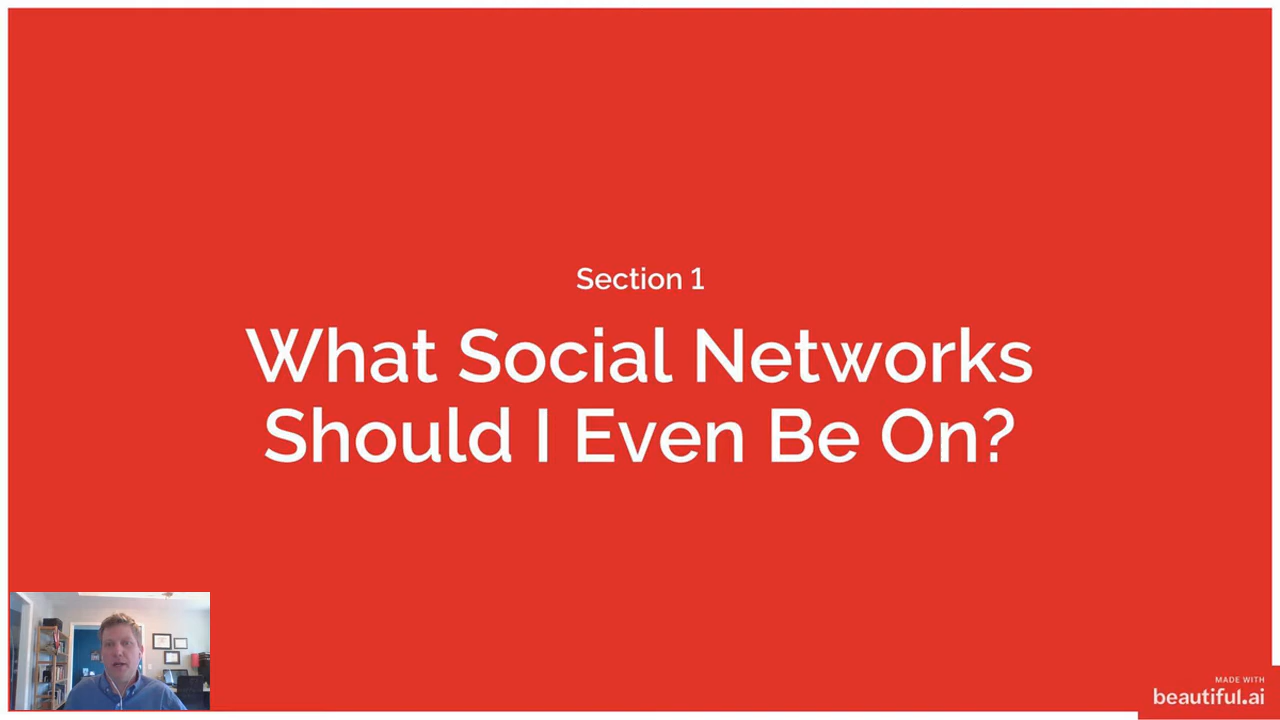 Section 1
What Social Networks
Should I Even Be On?
MADE WITH
beautiful.ai